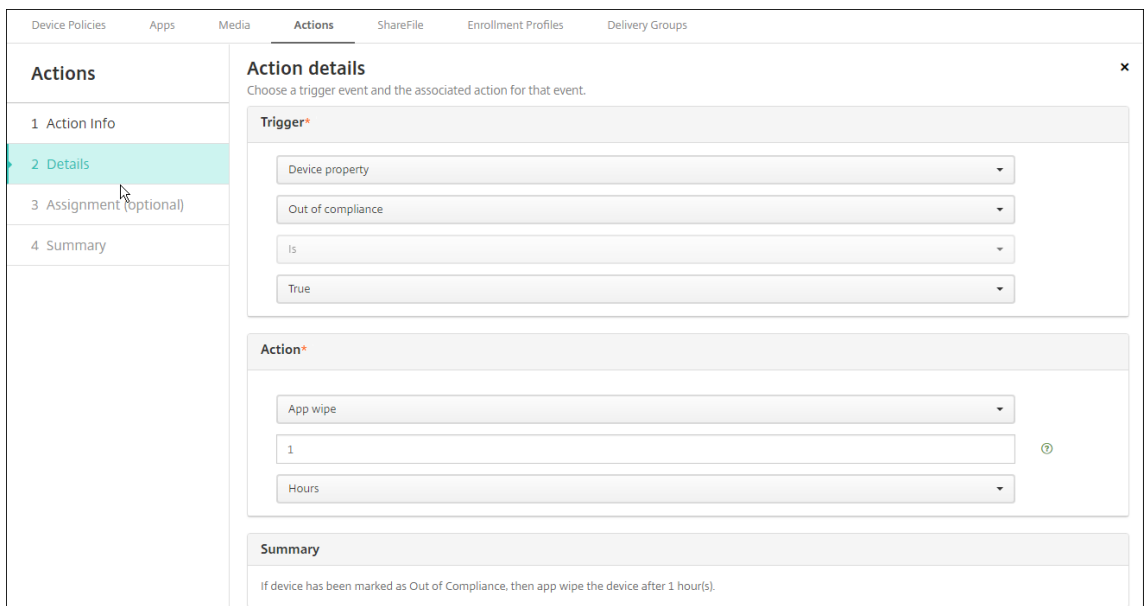 Device Policies Apps Media Actions ShareFile Enrollment Profiles Delivery Groups
Actions
1 Action Info
2 Details
3 Assignment (optional)
4 Summary
Action details
Choose a trigger event and the associated action for that event.
Trigger*
Device property
Out of compliance
Is
True
Action*
App wipe
1
Hours
Summary
If device has been marked as Out of Compliance, then app wipe the device after 1 hour(s).